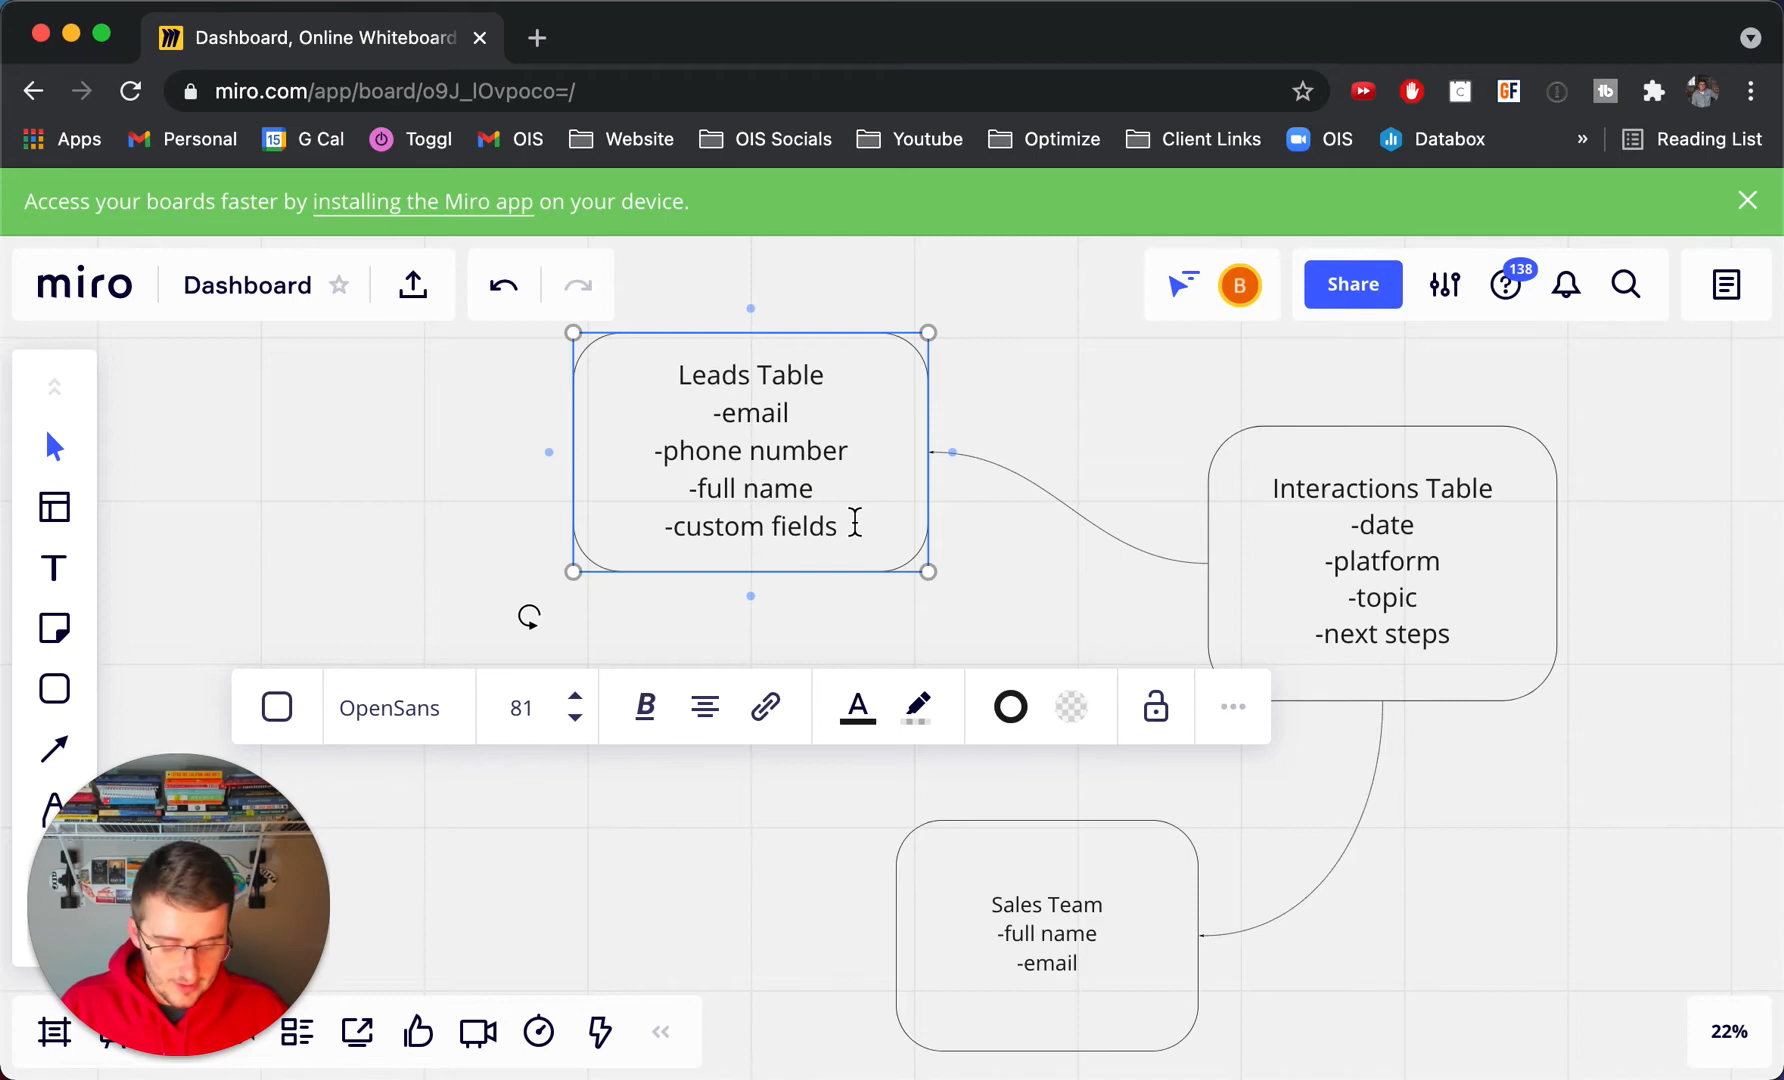 Dashboard, Online Whiteboard
miro.com/app/board/o9J_lOvpoco=/
Apps
Personal
15
G Cal
Toggl
OIS
Website
OIS Socials
Youtube
Optimize
Client Links
OIS
Databox
»
Reading List
C
GF
tb
Access your boards faster by installing the Miro app on your device.
miro
Dashboard
B
Share
138
Leads Table
-email
-phone number
-full name
-custom fields
Interactions Table
-date
-platform
-topic
-next steps
T
OpenSans
81
B
A
Sales Team
-full name
-email
22%